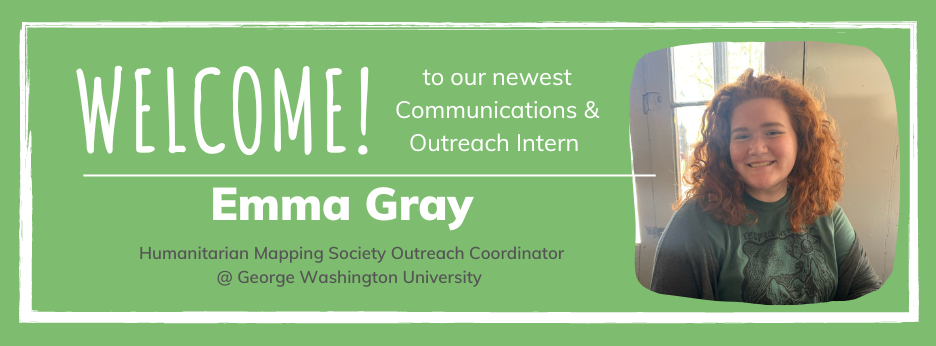 WELCOME!
to our newest
Communications &
Outreach Intern
Emma Gray
Humanitarian Mapping Society Outreach Coordinator
@ George Washington University